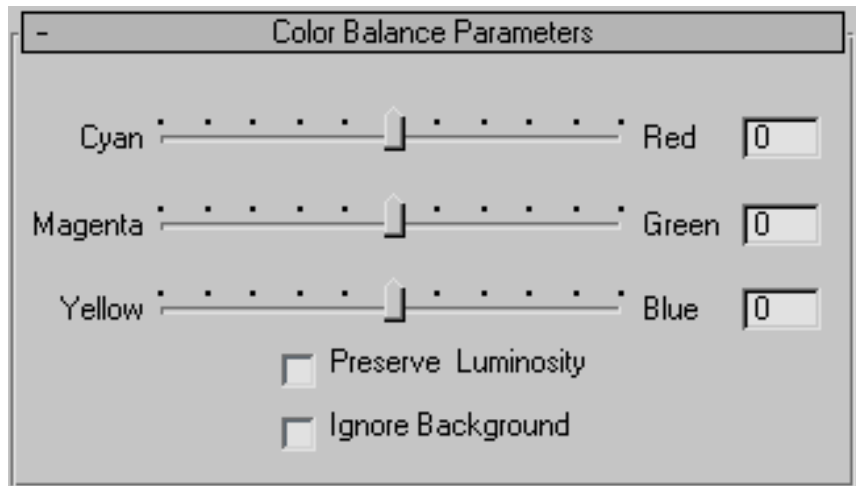 - Color Balance Parameters
Cyan Red 0
Magenta Green 0
Yellow Blue 0
Preserve Luminosity
Ignore Background